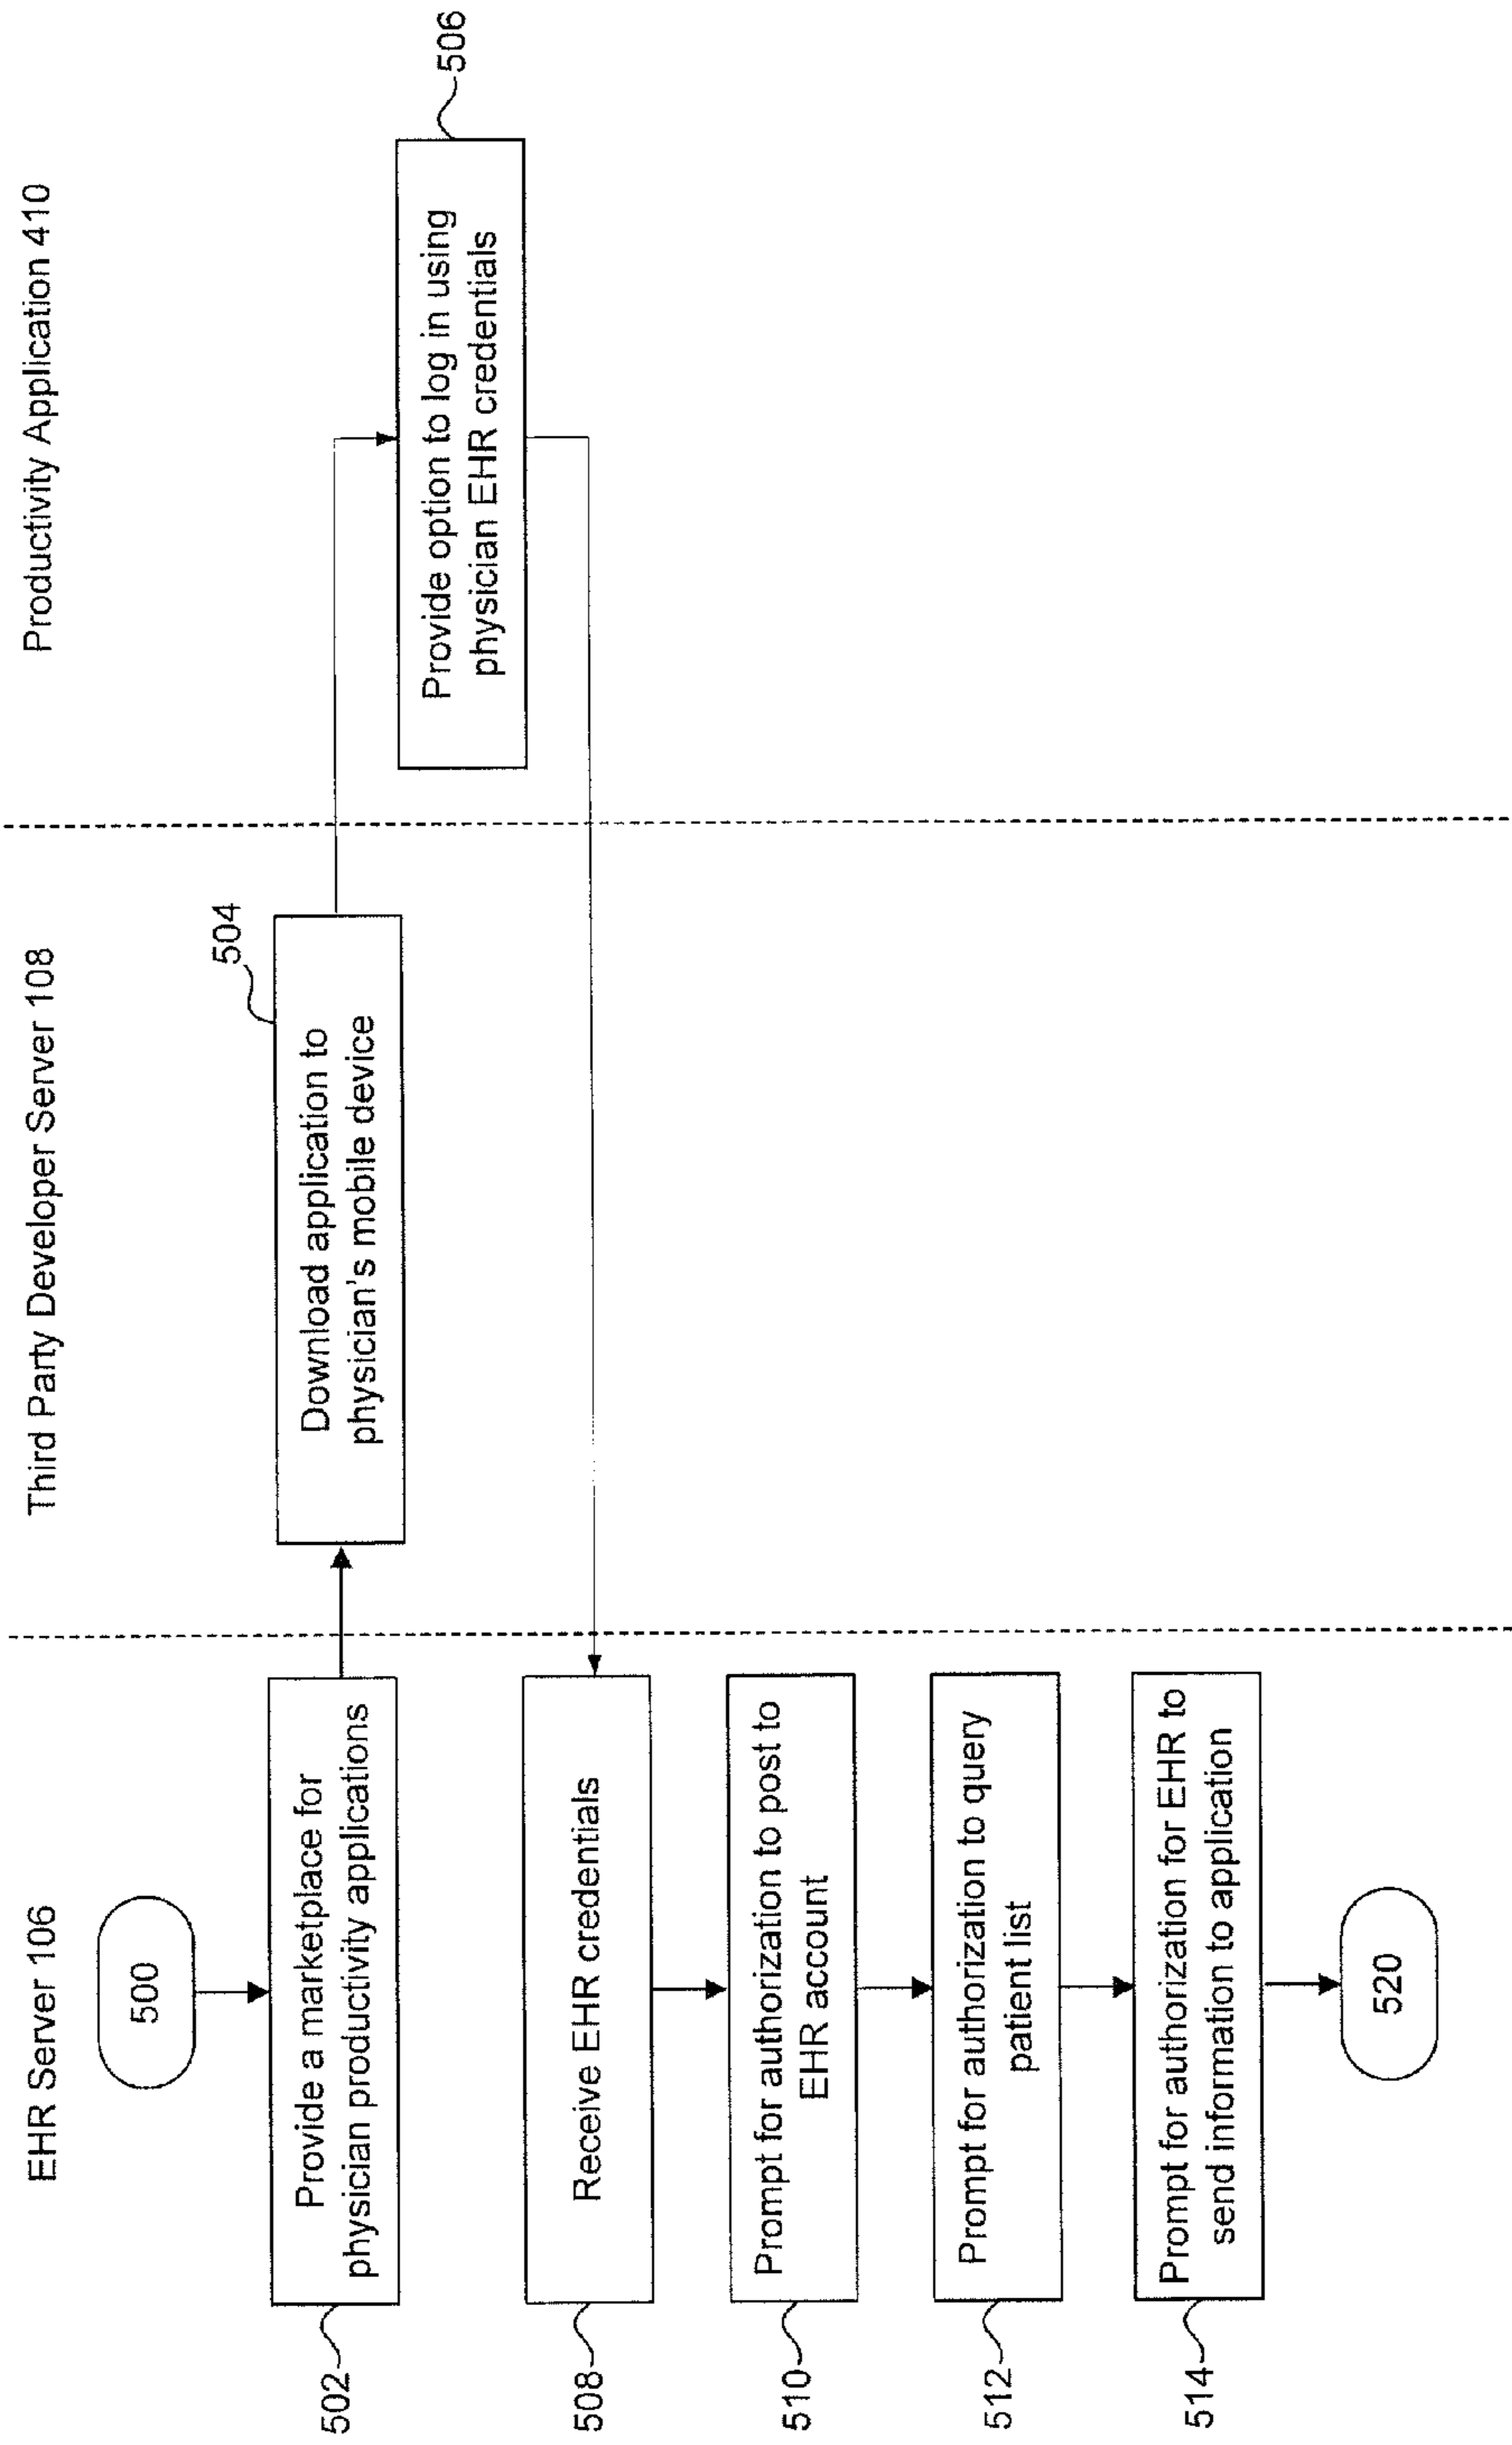 EHR Server 106
Third Party Developer Server 108
Productivity Application 410
500
502
Provide a marketplace for
physician productivity applications
504
Download application to
physician's mobile device
506
Provide option to log in using
physician EHR credentials
508
Receive EHR credentials
510
Prompt for authorization to post to
EHR account
512
Prompt for authorization to query
patient list
514
Prompt for authorization for EHR to
send information to application
520